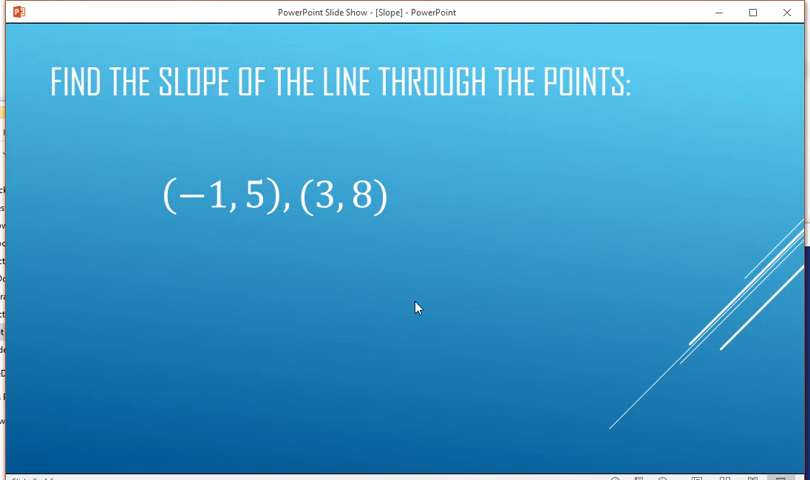 PowerPoint Slide Show - [Slope] - PowerPoint
FIND THE SLOPE OF THE LINE THROUGH THE POINTS:
(−1, 5), (3, 8)